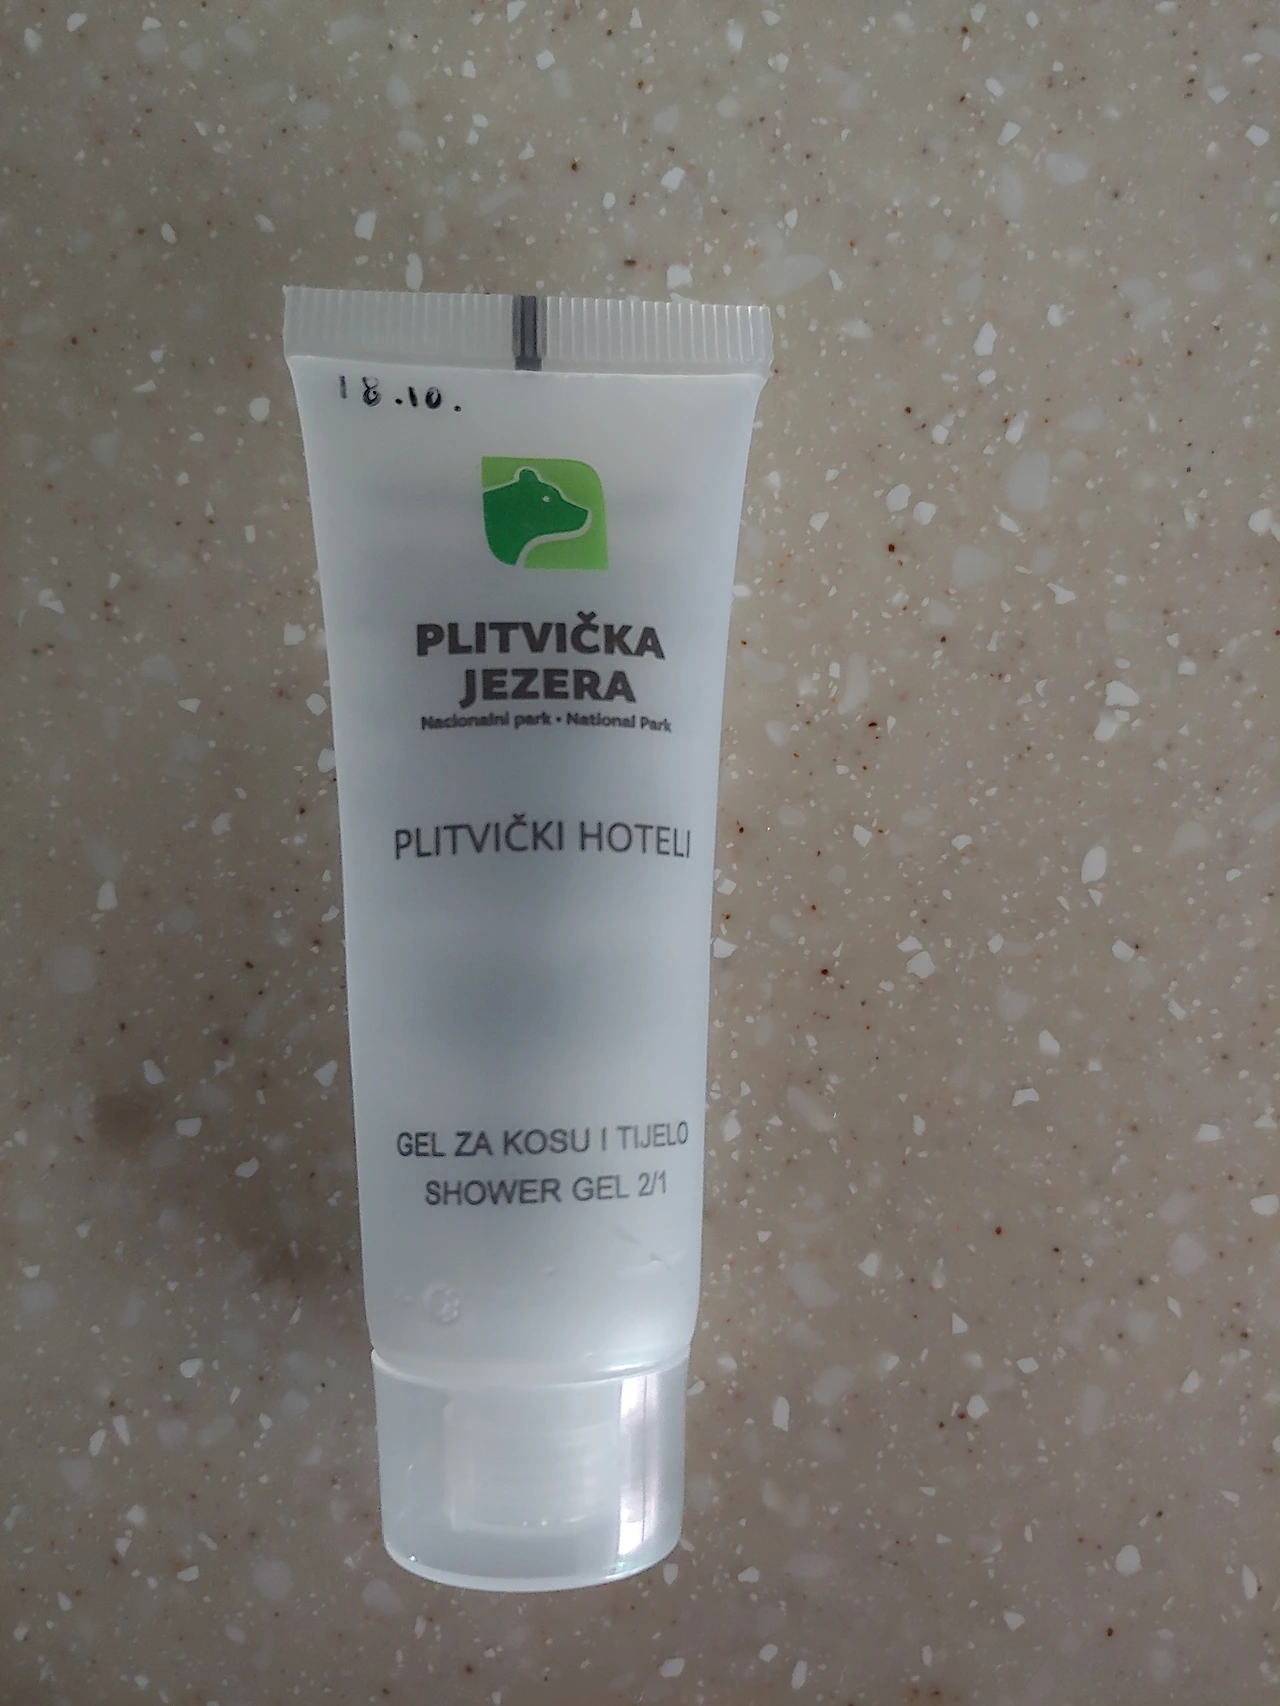 18.10.
PLITVIČKA
JEZERA
Nacionalni park • National Park
PLITVIČKI HOTELI
GEL ZA KOSU I TIJELO
SHOWER GEL 2/1